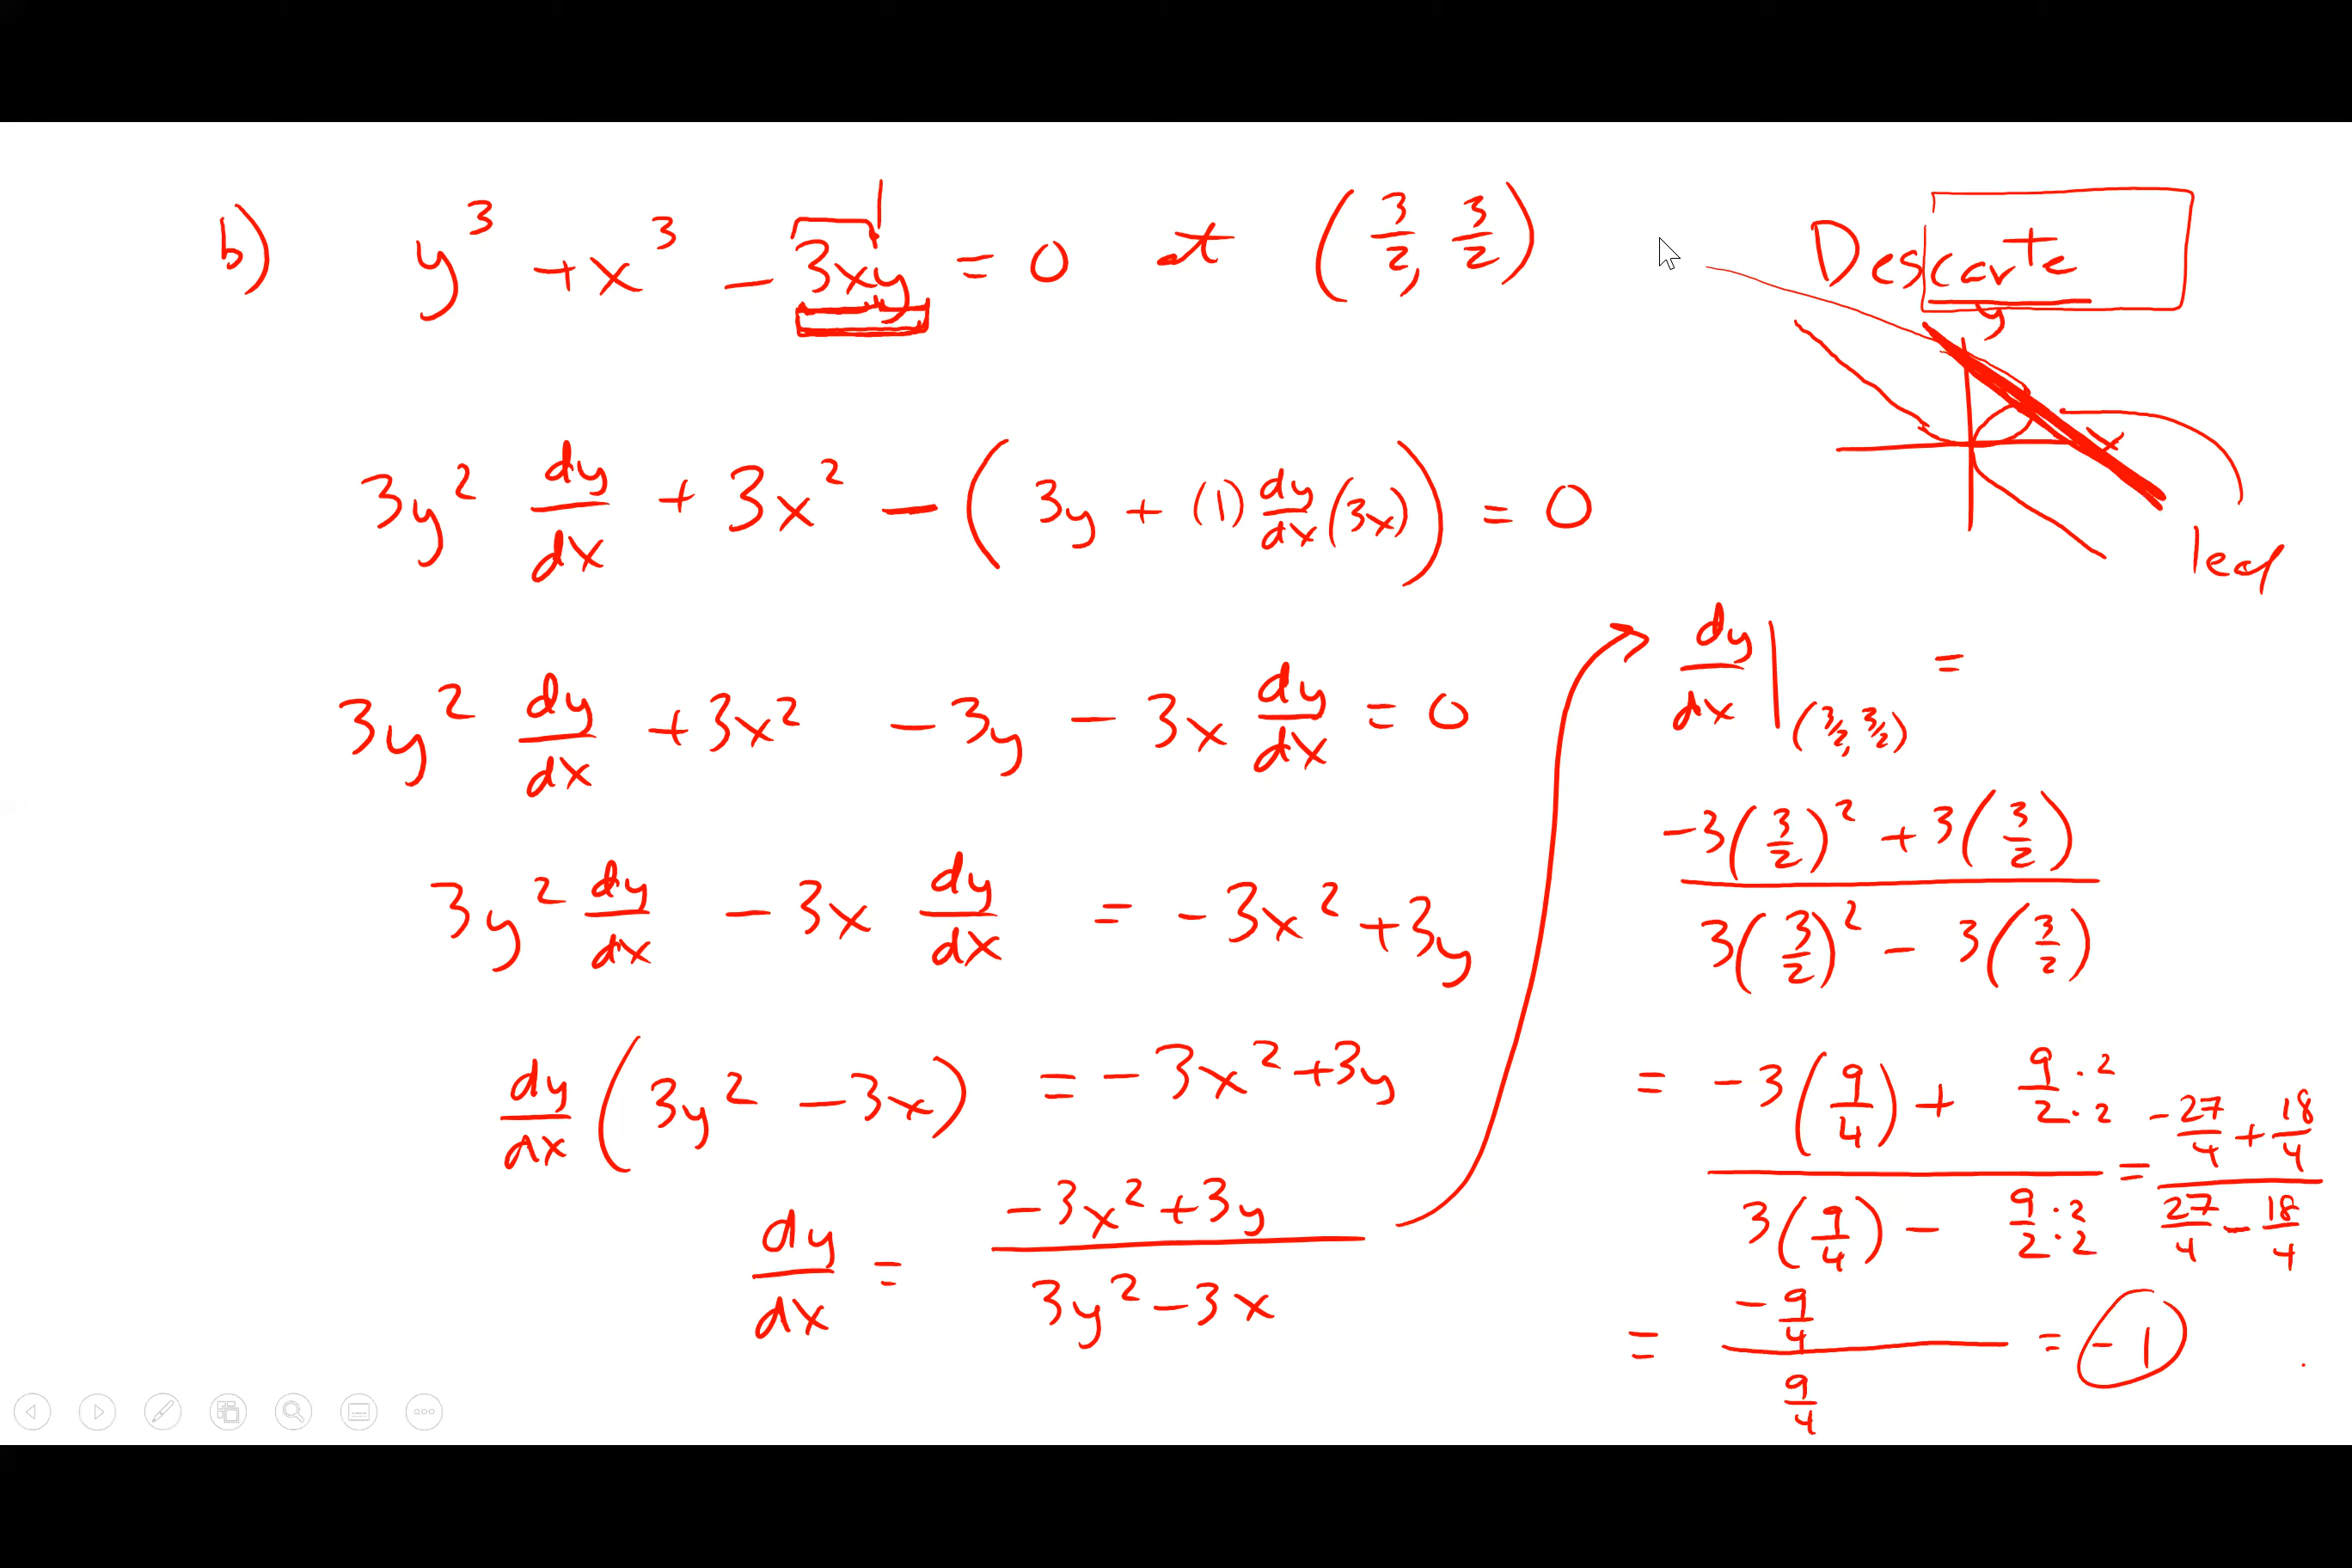 b) y³ + x³ − 3xy = 0 at (3/2, 3/2)
3y² dy/dx + 3x² − (3y + (1) dy/dx (3x)) = 0
3y² dy/dx + 3x² − 3y − 3x dy/dx = 0
3y² dy/dx − 3x dy/dx = −3x² + 3y
dy/dx (3y² − 3x) = −3x² + 3y
dy/dx = (−3x² + 3y)/(3y² − 3x)
y
x
leaf
dy/dx |(3/2, 3/2) =
(−3(3/2)² + 3(3/2))/(3(3/2)² − 3(3/2))
= (−3(9/4) + 9·2/2·2)/(3(9/4) − 9·2/2·2) = (−27/4 + 18/4)/(27/4 − 18/4)
= (−9/4)/(9/4) = −1